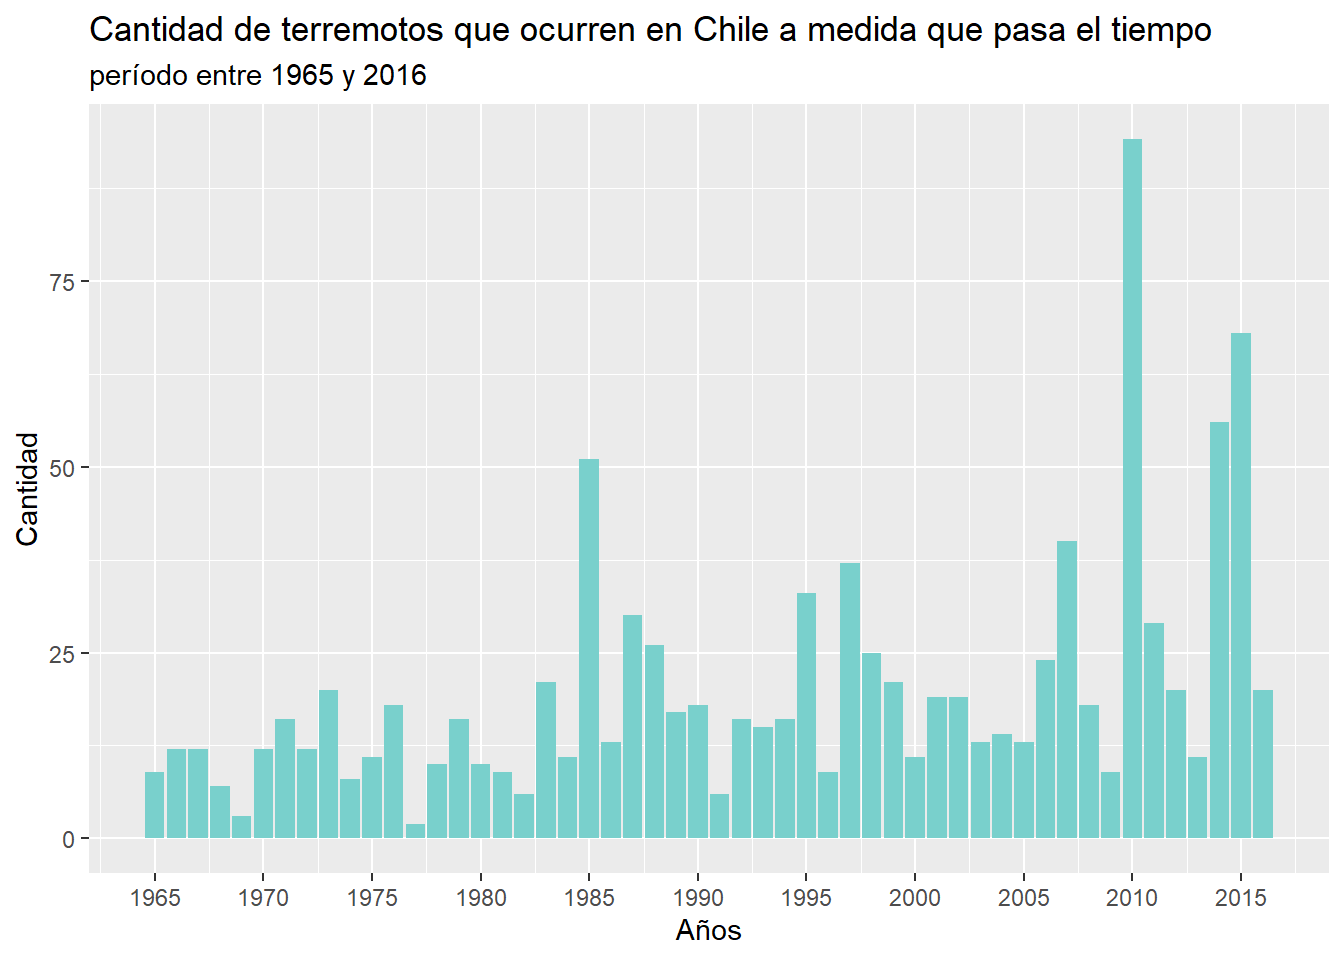 Cantidad de terremotos que ocurren en Chile a medida que pasa el tiempo
período entre 1965 y 2016
Cantidad
75
50
25
0
1965 1970 1975 1980 1985 1990 1995 2000 2005 2010 2015
Años